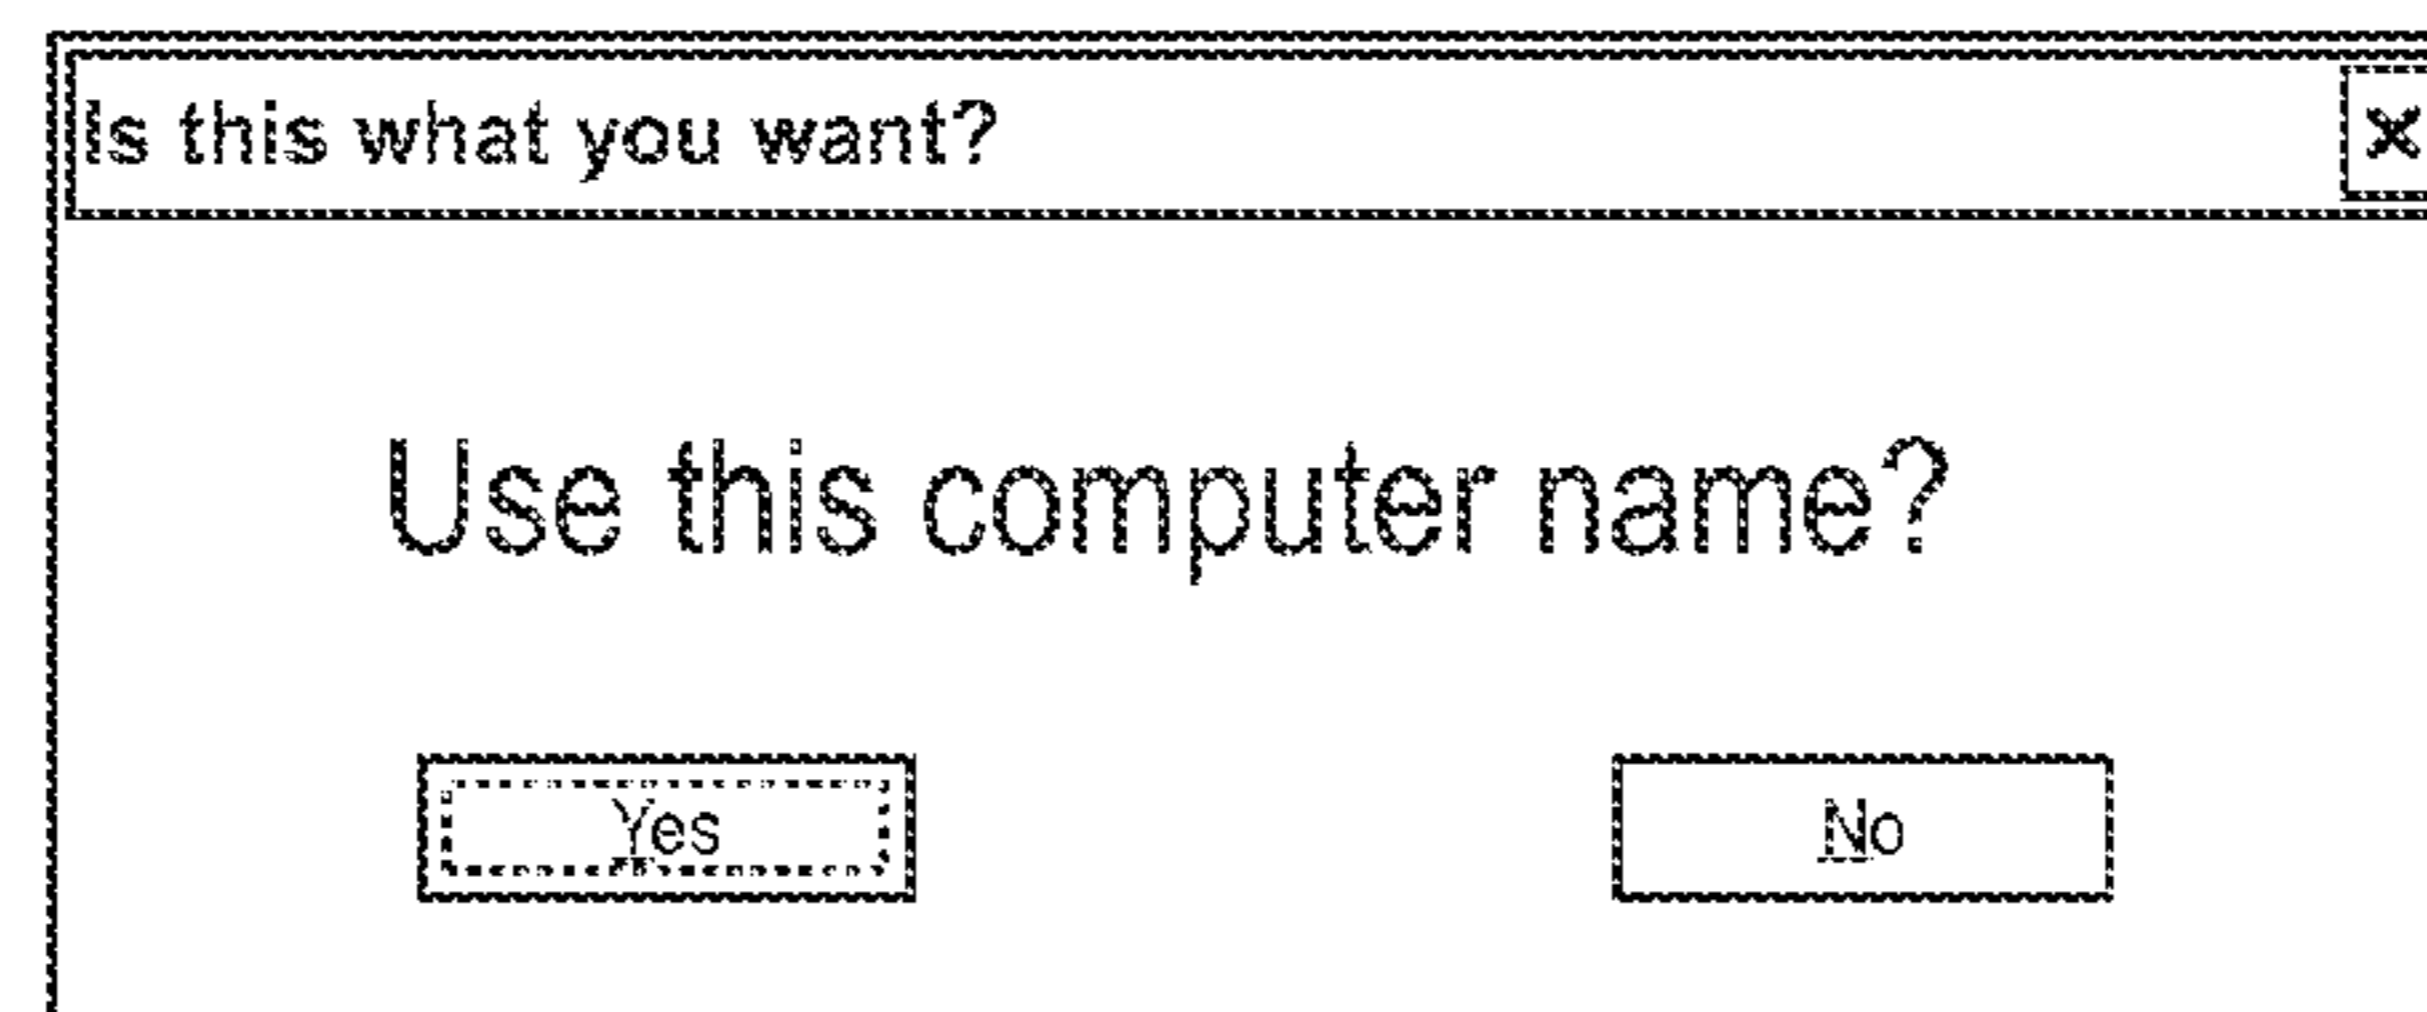 Is this what you want?
Use this computer name?
Yes
No